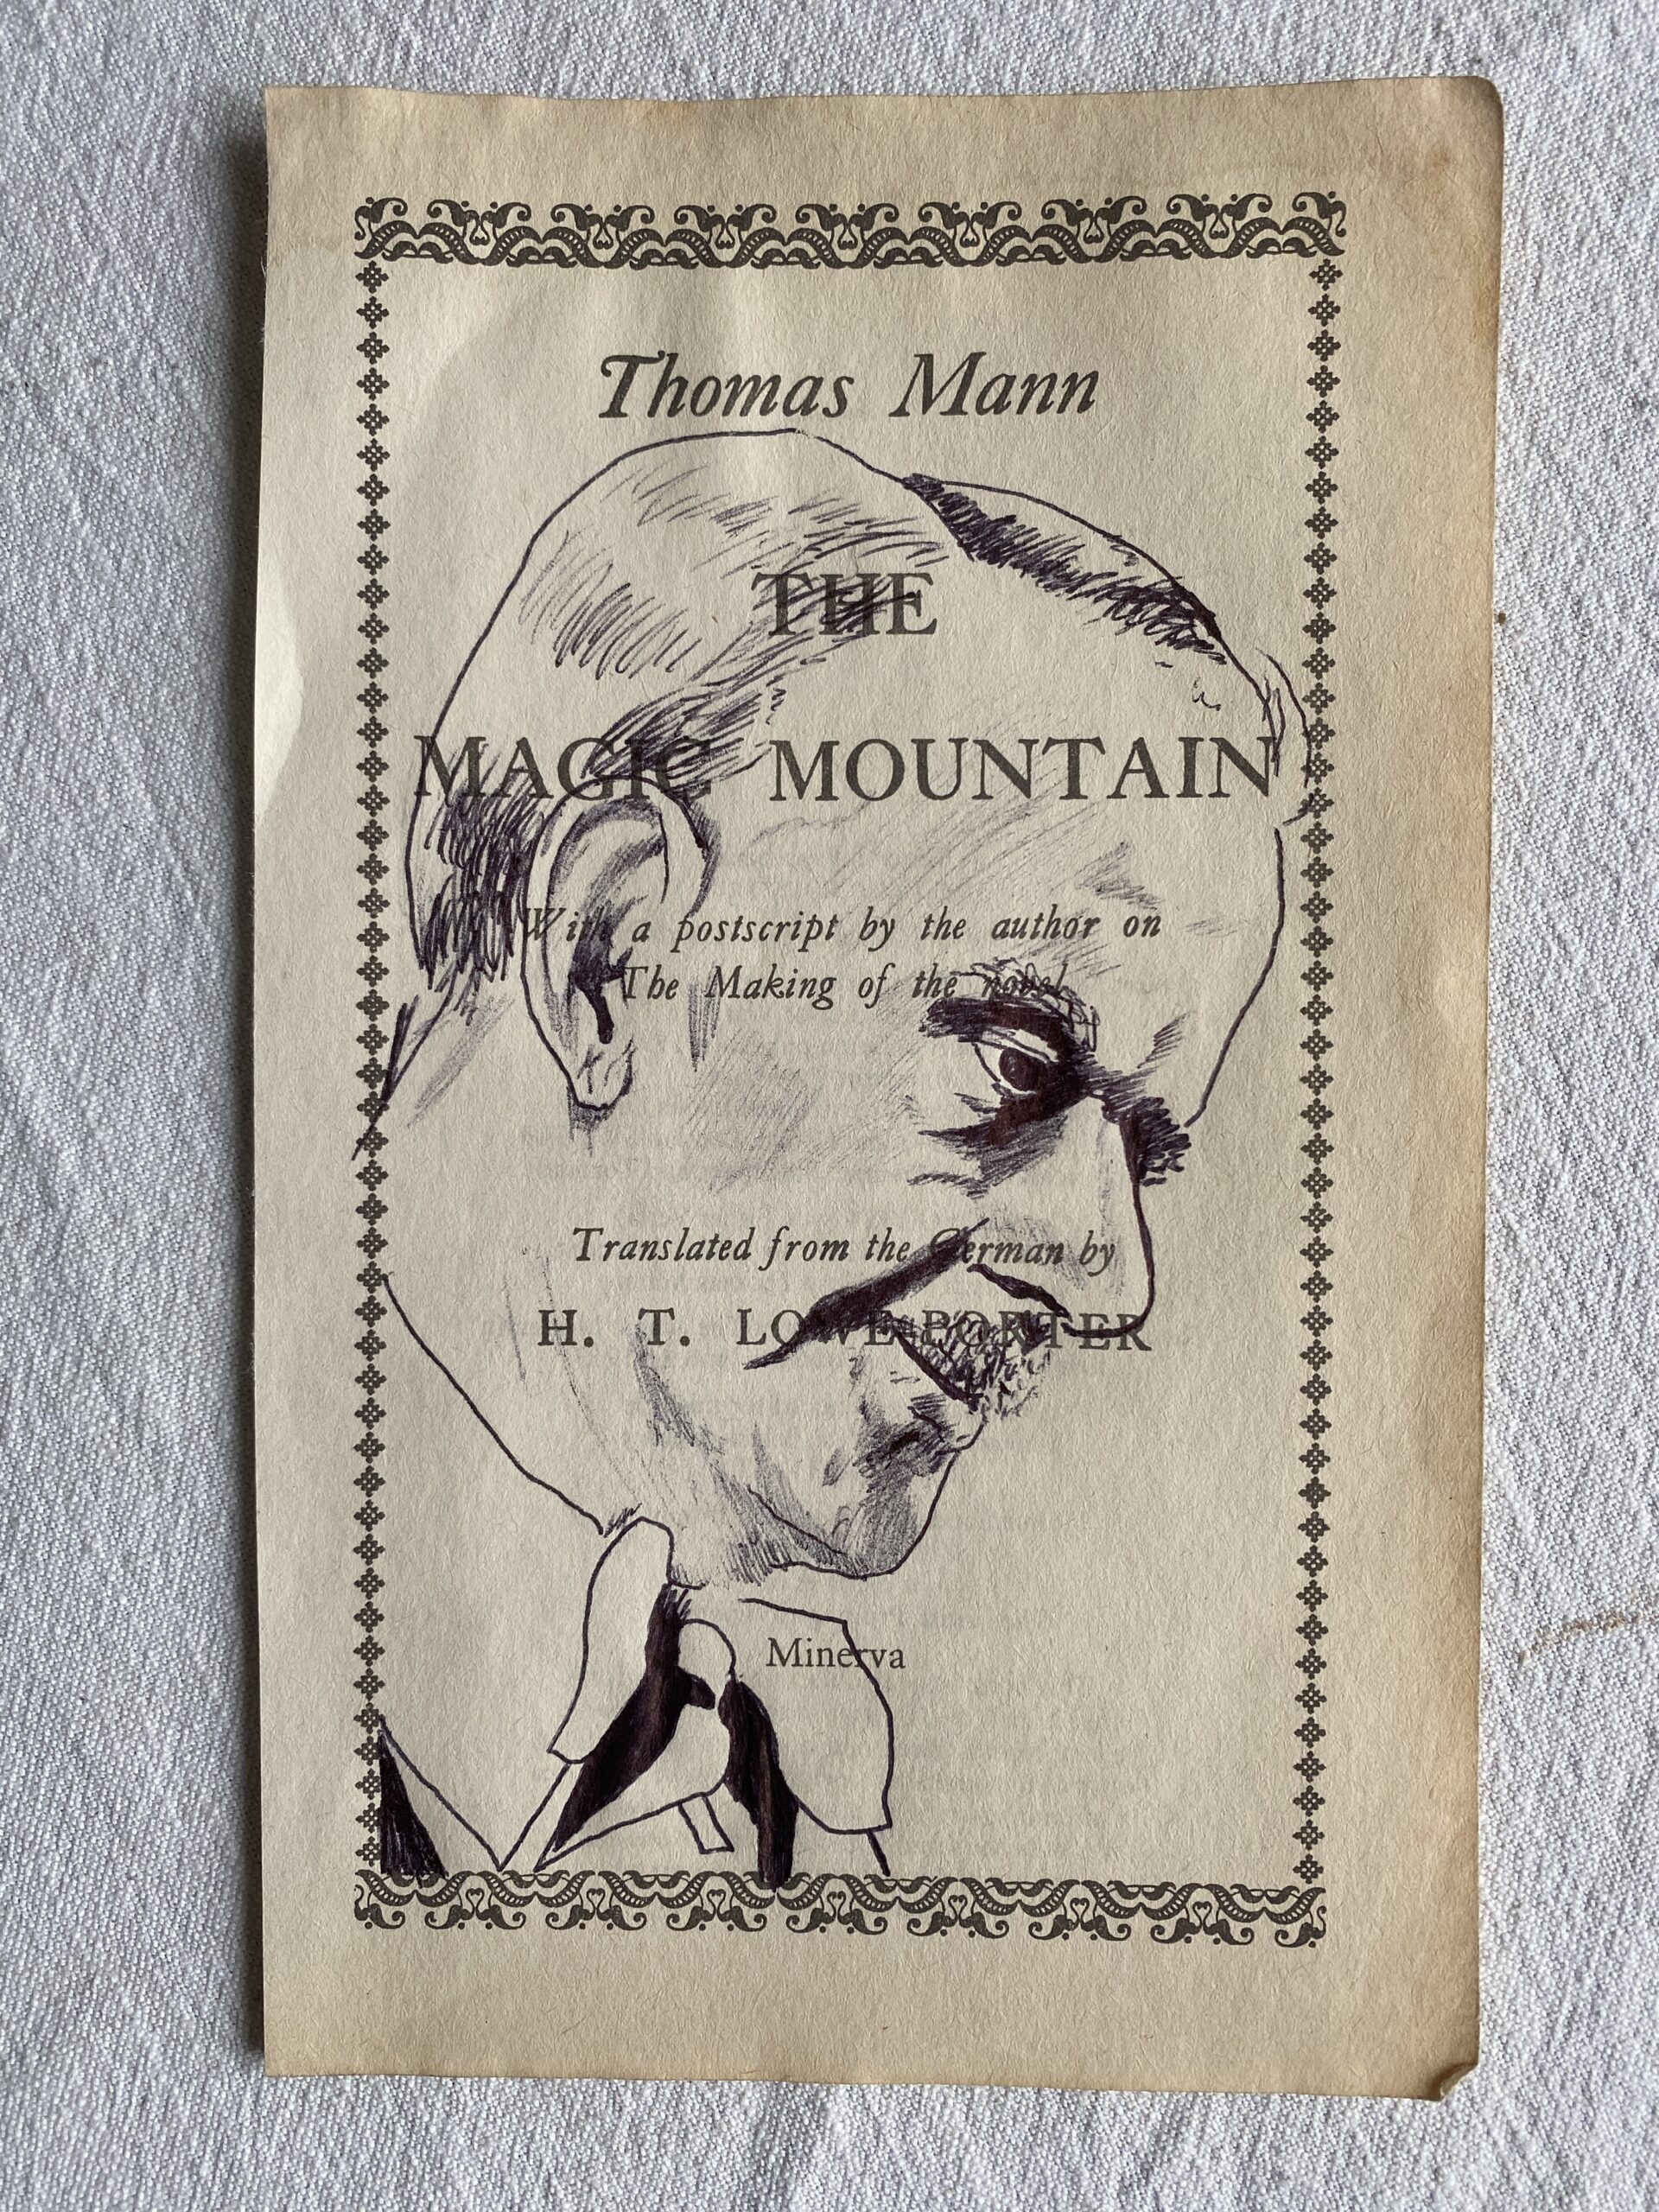 Thomas Mann
THE
MAGIC MOUNTAIN
With a postscript by the author on
The Making of the novel
Translated from the German by
H. T. LOWE-PORTER
Minerva